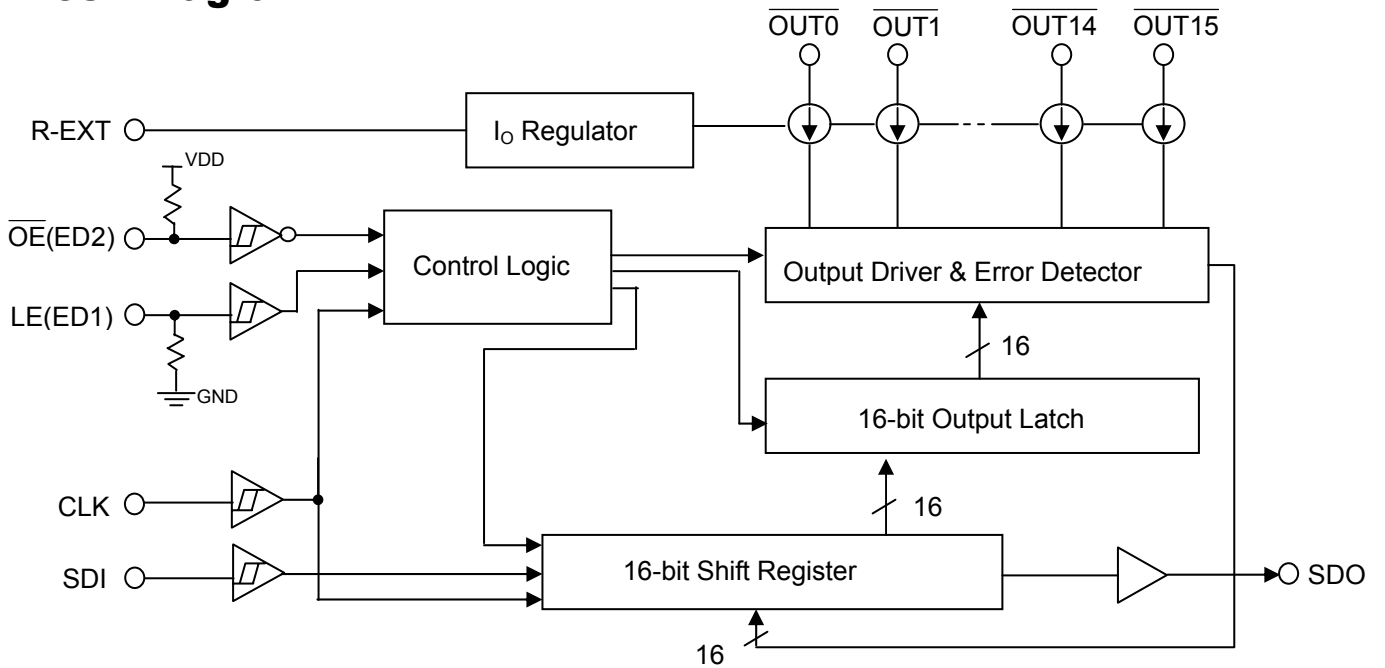 OUT0
OUT1
OUT14
OUT15
R-EXT
IO Regulator
VDD
OE(ED2)
Control Logic
Output Driver & Error Detector
LE(ED1)
16
GND
16-bit Output Latch
CLK
16
SDI
16-bit Shift Register
SDO
16